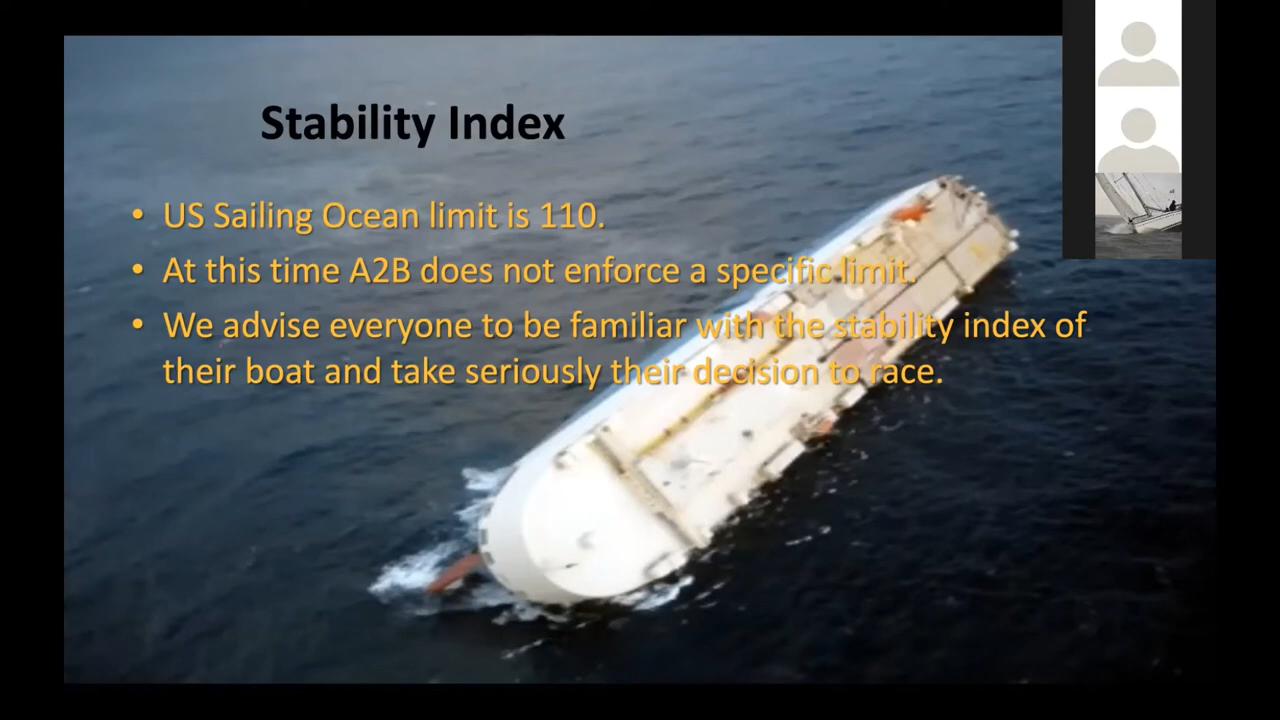 Stability Index
• US Sailing Ocean limit is 110.
• At this time A2B does not enforce a specific limit.
• We advise everyone to be familiar with the stability index of
their boat and take seriously their decision to race.